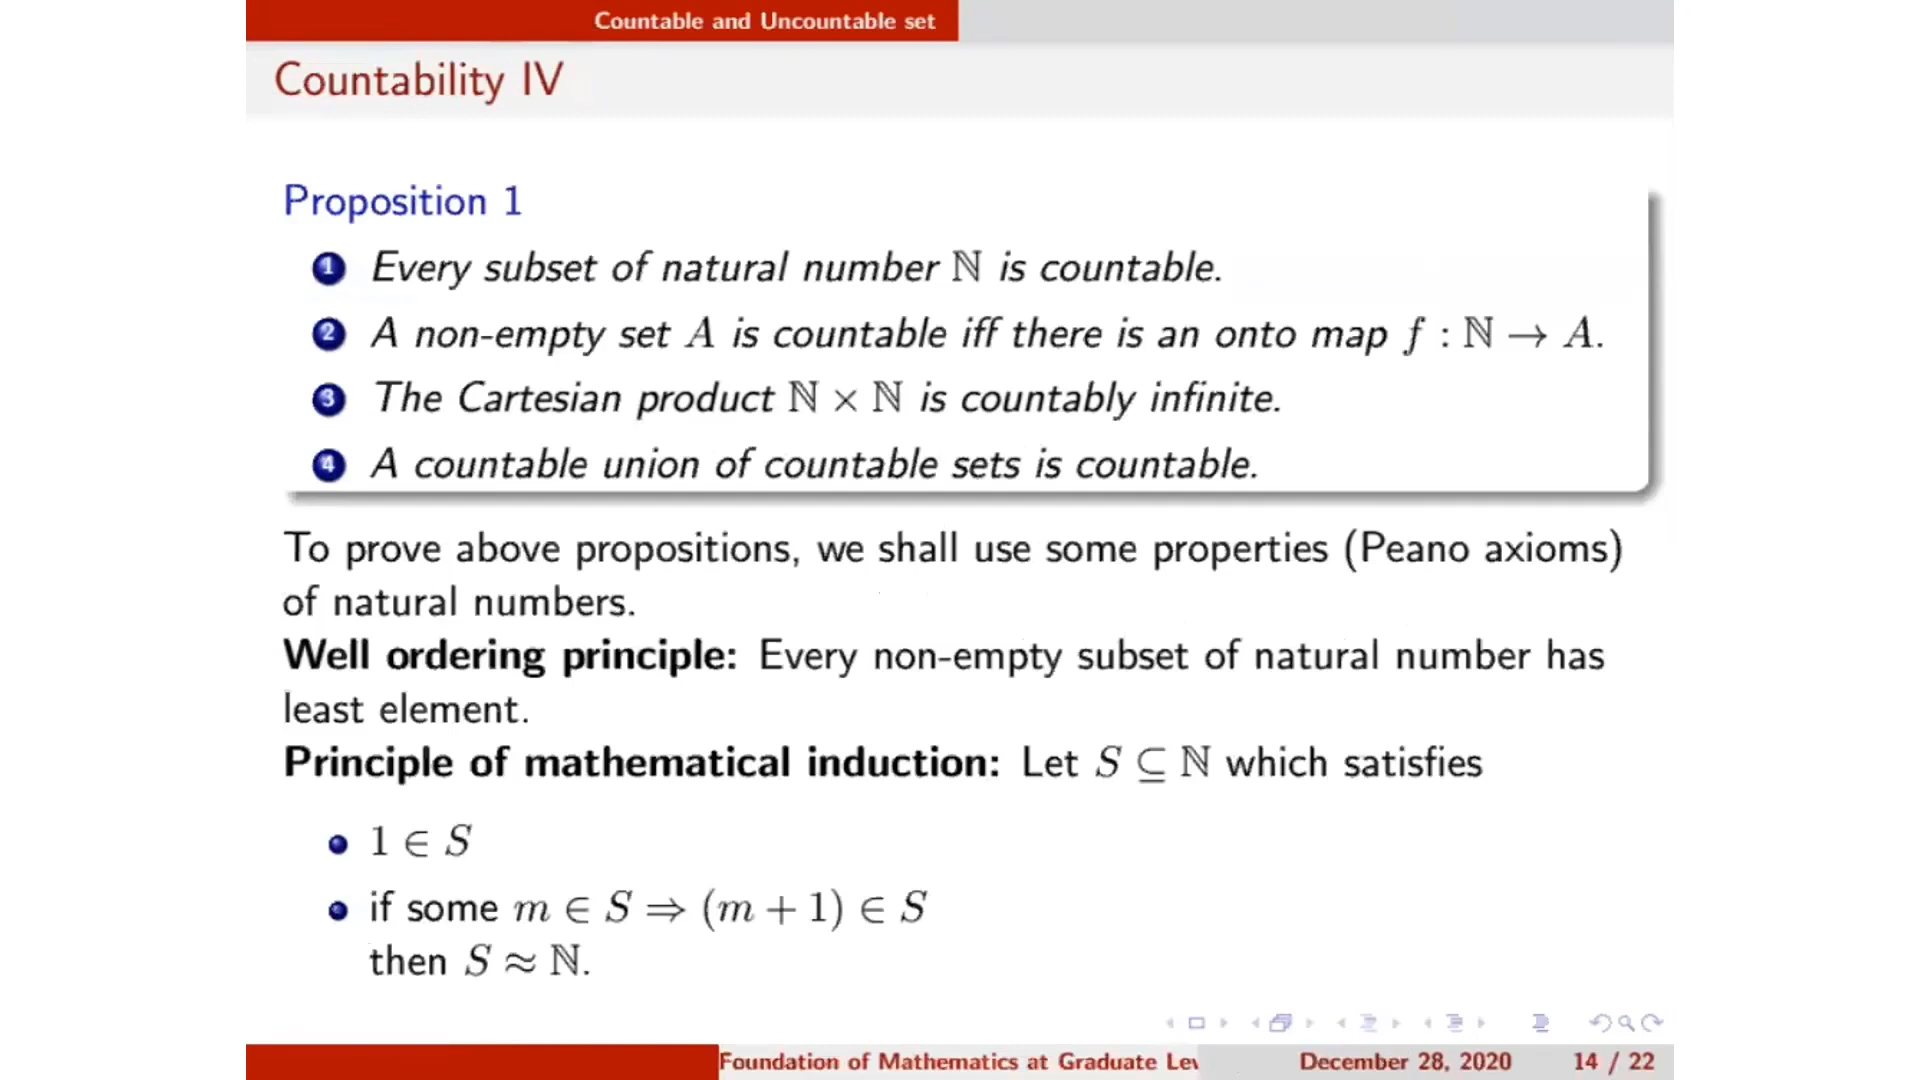 Countable and Uncountable set
Countability IV
Proposition 1
1 Every subset of natural number ℕ is countable.
2 A non-empty set A is countable iff there is an onto map f : ℕ → A.
3 The Cartesian product ℕ × ℕ is countably infinite.
4 A countable union of countable sets is countable.
To prove above propositions, we shall use some properties (Peano axioms)
of natural numbers.
Well ordering principle: Every non-empty subset of natural number has
least element.
Principle of mathematical induction: Let S ⊆ ℕ which satisfies
• 1 ∈ S
• if some m ∈ S ⇒ (m + 1) ∈ S
then S ≈ ℕ.
Foundation of Mathematics at Graduate Lev December 28, 2020 14 / 22